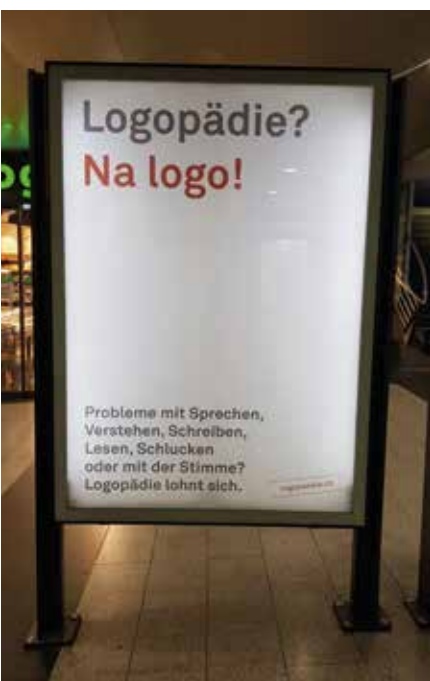 Logopädie?
Na logo!
Probleme mit Sprechen,
Verstehen, Schreiben,
Lesen, Schlucken
oder mit der Stimme?
Logopädie lohnt sich.